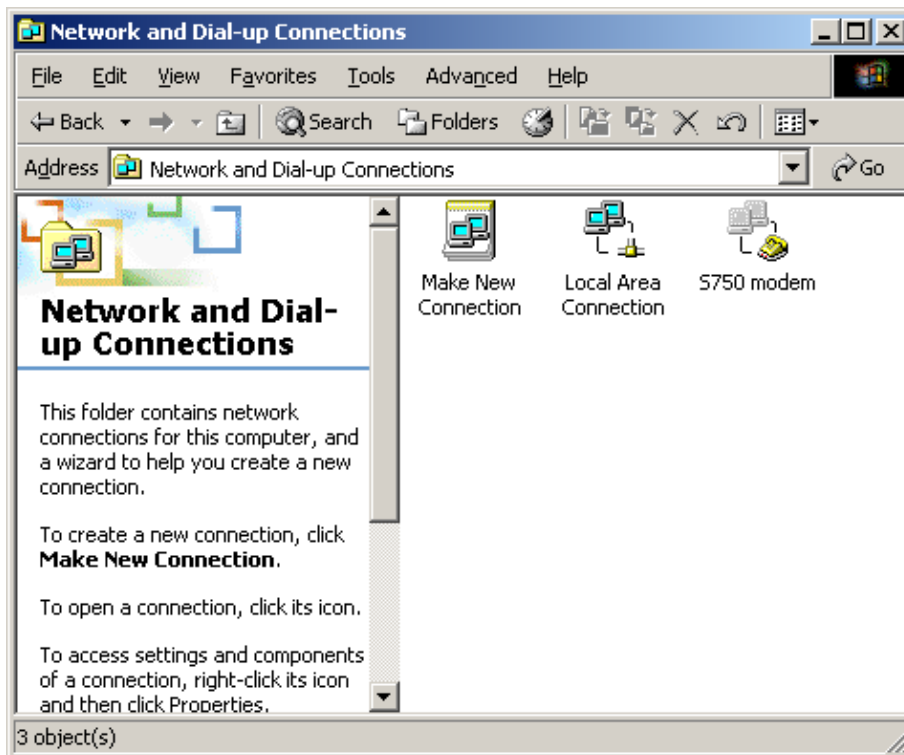 Network and Dial-up Connections
File Edit View Favorites Tools Advanced Help
Back Search Folders
Address Network and Dial-up Connections Go
Network and Dial-
up Connections
This folder contains network
connections for this computer, and
a wizard to help you create a new
connection.
To create a new connection, click
Make New Connection.
To open a connection, click its icon.
To access settings and components
of a connection, right-click its icon
and then click Properties.
Make New
Connection
Local Area
Connection
S750 modem
3 object(s)